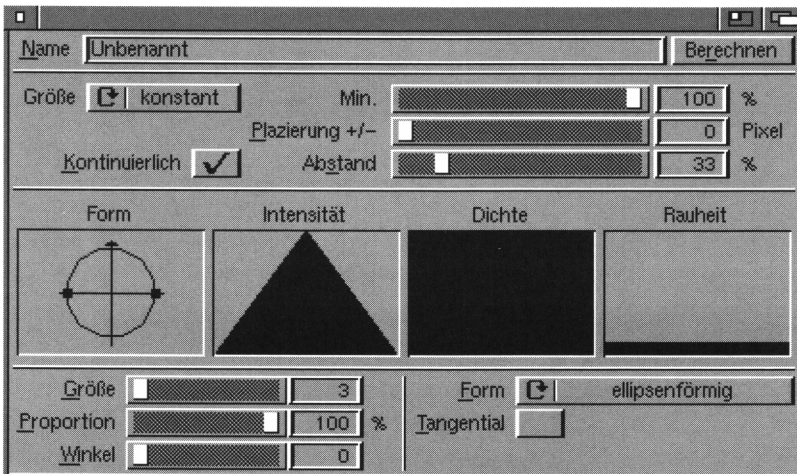 Name Unbenannt Berechnen
Größe konstant Min. 100 %
Plazierung +/- 0 Pixel
Kontinuierlich Abstand 33 %
Form Intensität Dichte Rauheit
Größe 3 Form ellipsenförmig
Proportion 100 % Tangential
Winkel 0